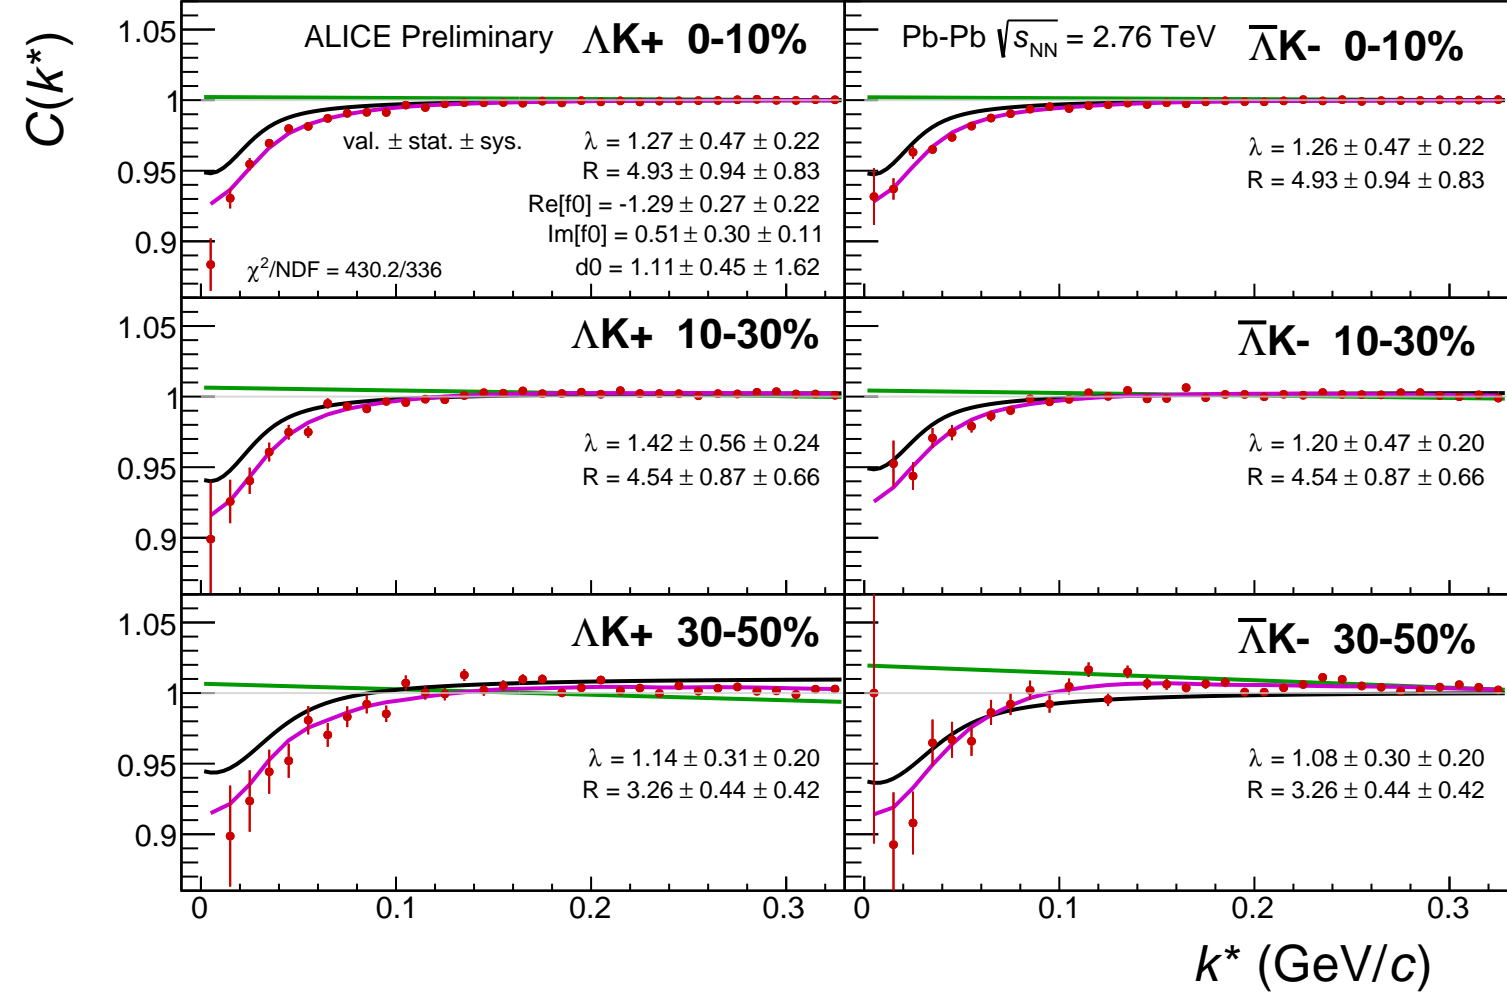 C(k*)
ALICE Preliminary ΛK+ 0-10%
1.05
1
0.95
0.9
val. ± stat. ± sys.
λ = 1.27 ± 0.47 ± 0.22
R = 4.93 ± 0.94 ± 0.83
Re[f0] = -1.29 ± 0.27 ± 0.22
Im[f0] = 0.51 ± 0.30 ± 0.11
d0 = 1.11 ± 0.45 ± 1.62
χ²/NDF = 430.2/336
Pb-Pb √sNN = 2.76 TeV Λ̅K- 0-10%
λ = 1.26 ± 0.47 ± 0.22
R = 4.93 ± 0.94 ± 0.83
ΛK+ 10-30%
1.05
1
0.95
0.9
λ = 1.42 ± 0.56 ± 0.24
R = 4.54 ± 0.87 ± 0.66
Λ̅K- 10-30%
λ = 1.20 ± 0.47 ± 0.20
R = 4.54 ± 0.87 ± 0.66
ΛK+ 30-50%
1.05
1
0.95
0.9
λ = 1.14 ± 0.31 ± 0.20
R = 3.26 ± 0.44 ± 0.42
Λ̅K- 30-50%
λ = 1.08 ± 0.30 ± 0.20
R = 3.26 ± 0.44 ± 0.42
0 0.1 0.2 0.3 0 0.1 0.2 0.3
k* (GeV/c)